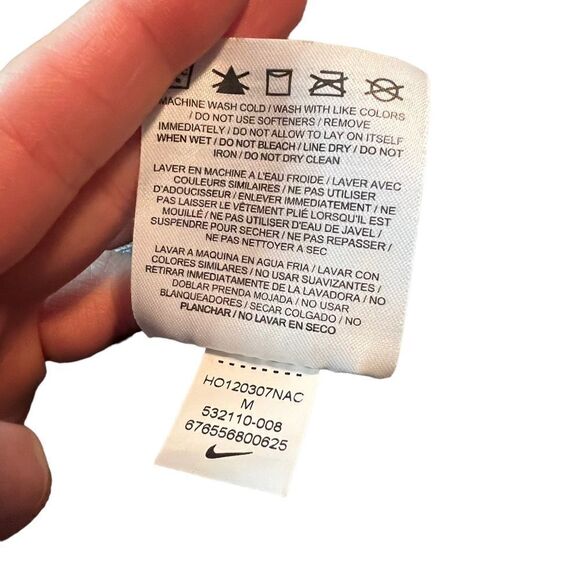 MACHINE WASH COLD / WASH WITH LIKE COLORS
/ DO NOT USE SOFTENERS / REMOVE
IMMEDIATELY / DO NOT ALLOW TO LAY ON ITSELF
WHEN WET / DO NOT BLEACH / LINE DRY / DO NOT
IRON / DO NOT DRY CLEAN
LAVER EN MACHINE A L'EAU FROIDE / LAVER AVEC
COULEURS SIMILAIRES / NE PAS UTILISER
D'ADOUCISSEUR / ENLEVER IMMEDIATEMENT / NE
PAS LAISSER LE VÊTEMENT PLIÉ LORSQU'IL EST
MOUILLÉ / NE PAS UTILISER D'EAU DE JAVEL /
SUSPENDRE POUR SECHER / NE PAS REPASSER /
NE PAS NETTOYER A SEC
LAVAR A MAQUINA EN AGUA FRIA / LAVAR CON
COLORES SIMILARES / NO USAR SUAVIZANTES /
RETIRAR INMEDIATAMENTE DE LA LAVADORA / NO
DOBLAR PRENDA MOJADA / NO USAR
BLANQUEADORES / SECAR COLGADO / NO
PLANCHAR / NO LAVAR EN SECO
HO120307NAC
M
532110-008
676556800625